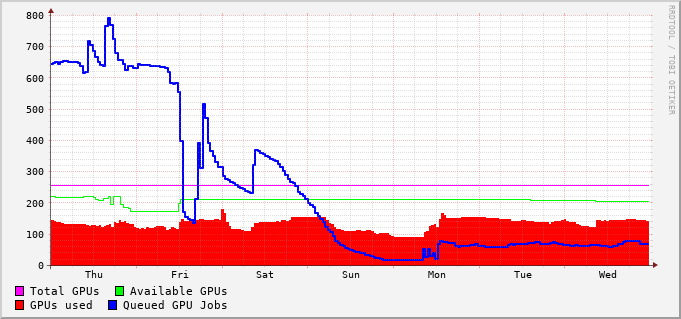 800
700
600
500
400
300
200
100
0
Thu Fri Sat Sun Mon Tue Wed
Total GPUs Available GPUs
GPUs used Queued GPU Jobs
RRDTOOL / TOBI OETIKER